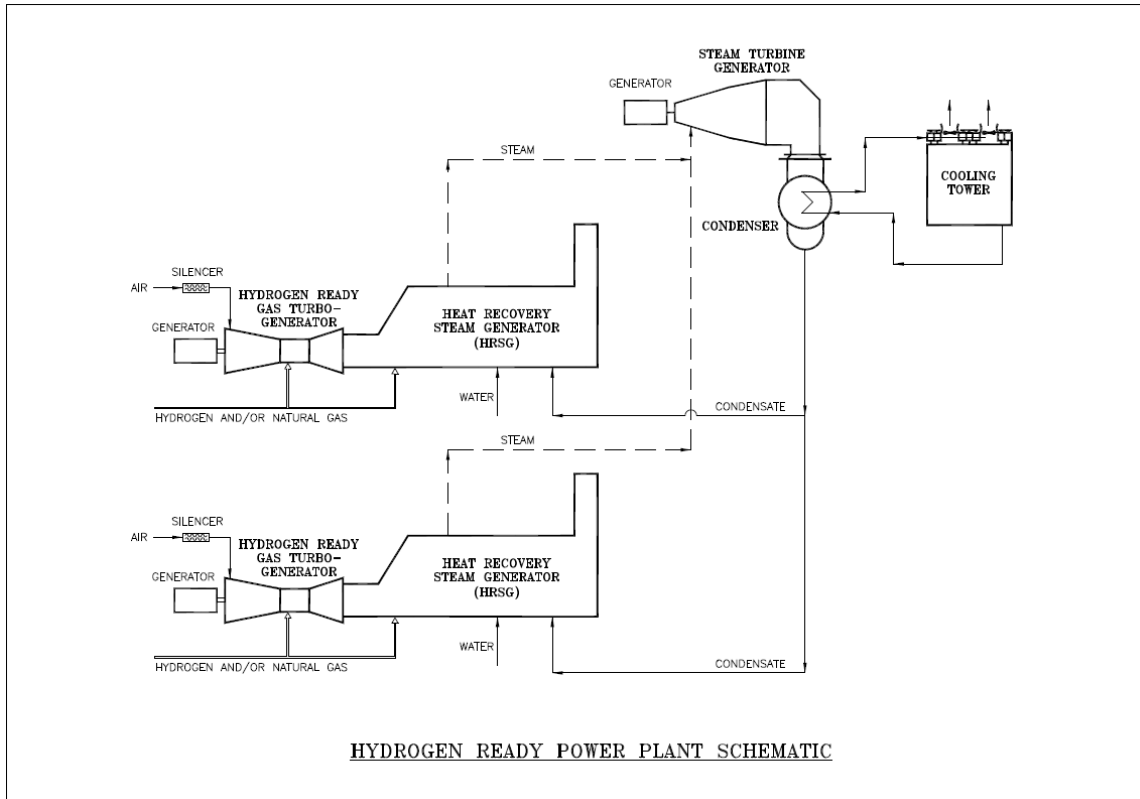 STEAM TURBINE
GENERATOR
GENERATOR
STEAM
COOLING
TOWER
CONDENSER
SILENCER
AIR
HYDROGEN READY
GAS TURBO-
GENERATOR
GENERATOR
HEAT RECOVERY
STEAM GENERATOR
(HRSG)
WATER
CONDENSATE
HYDROGEN AND/OR NATURAL GAS
STEAM
SILENCER
AIR
HYDROGEN READY
GAS TURBO-
GENERATOR
GENERATOR
HEAT RECOVERY
STEAM GENERATOR
(HRSG)
WATER
CONDENSATE
HYDROGEN AND/OR NATURAL GAS
HYDROGEN READY POWER PLANT SCHEMATIC